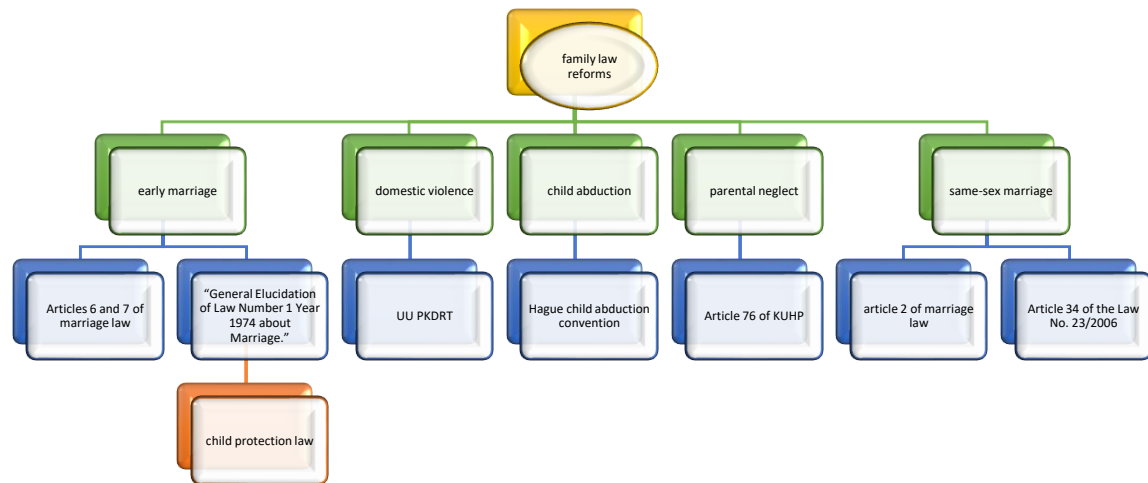 family law
reforms
early marriage
domestic violence
child abduction
parental neglect
same-sex marriage
Articles 6 and 7 of
marriage law
“General Elucidation
of Law Number 1 Year
1974 about
Marriage.”
UU PKDRT
Hague child abduction
convention
Article 76 of KUHP
article 2 of marriage
law
Article 34 of the Law
No. 23/2006
child protection law